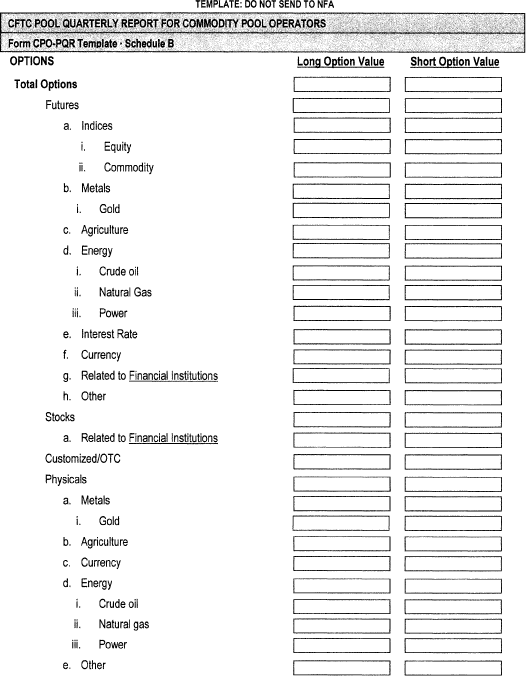 TEMPLATE: DO NOT SEND TO NFA
CFTC POOL QUARTERLY REPORT FOR COMMODITY POOL OPERATORS
Form CPO-PQR Template · Schedule B
OPTIONS Long Option Value Short Option Value
Total Options
Futures
a. Indices
i. Equity
ii. Commodity
b. Metals
i. Gold
c. Agriculture
d. Energy
i. Crude oil
ii. Natural Gas
iii. Power
e. Interest Rate
f. Currency
g. Related to Financial Institutions
h. Other
Stocks
a. Related to Financial Institutions
Customized/OTC
Physicals
a. Metals
i. Gold
b. Agriculture
c. Currency
d. Energy
i. Crude oil
ii. Natural gas
iii. Power
e. Other